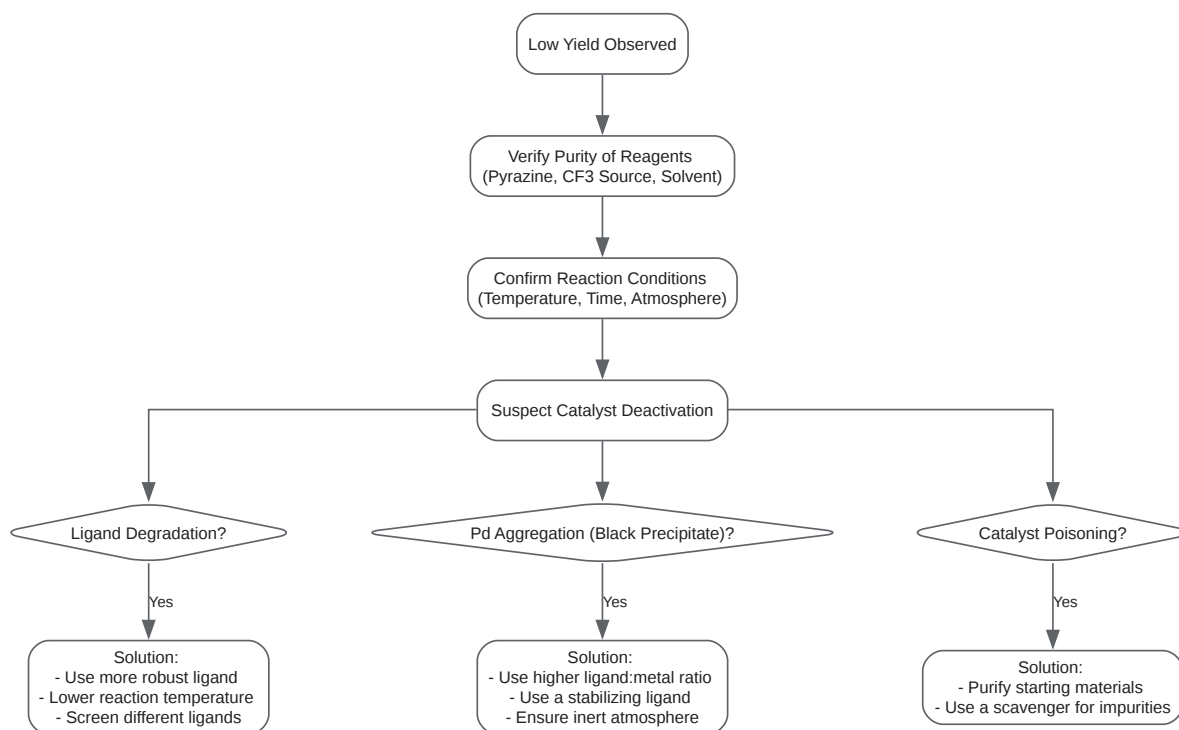 Low Yield Observed
Verify Purity of Reagents
(Pyrazine, CF3 Source, Solvent)
Confirm Reaction Conditions
(Temperature, Time, Atmosphere)
Suspect Catalyst Deactivation
Ligand Degradation?
Pd Aggregation (Black Precipitate)?
Catalyst Poisoning?
Yes
Yes
Yes
Solution:
- Use more robust ligand
- Lower reaction temperature
- Screen different ligands
Solution:
- Use higher ligand:metal ratio
- Use a stabilizing ligand
- Ensure inert atmosphere
Solution:
- Purify starting materials
- Use a scavenger for impurities